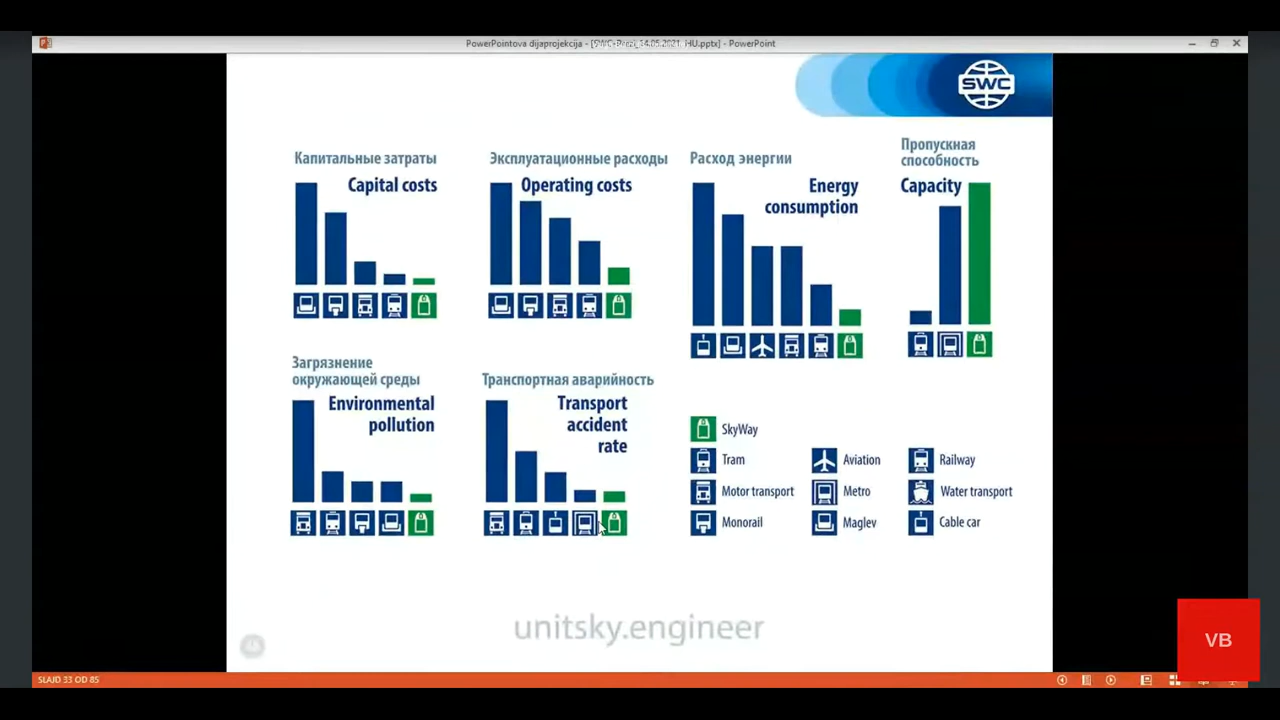 PowerPointova dijaprojekcija - [SWC-Prezi_14.05.2021_HU.pptx] - PowerPoint
SWC
Капитальные затраты
Capital costs
Эксплуатационные расходы
Operating costs
Расход энергии
Energy
consumption
Пропускная
способность
Capacity
Загрязнение
окружающей среды
Environmental
pollution
Транспортная аварийность
Transport
accident
rate
SkyWay
Tram
Aviation
Railway
Motor transport
Metro
Water transport
Monorail
Maglev
Cable car
unitsky.engineer
VB
SLAJD 33 OD 85